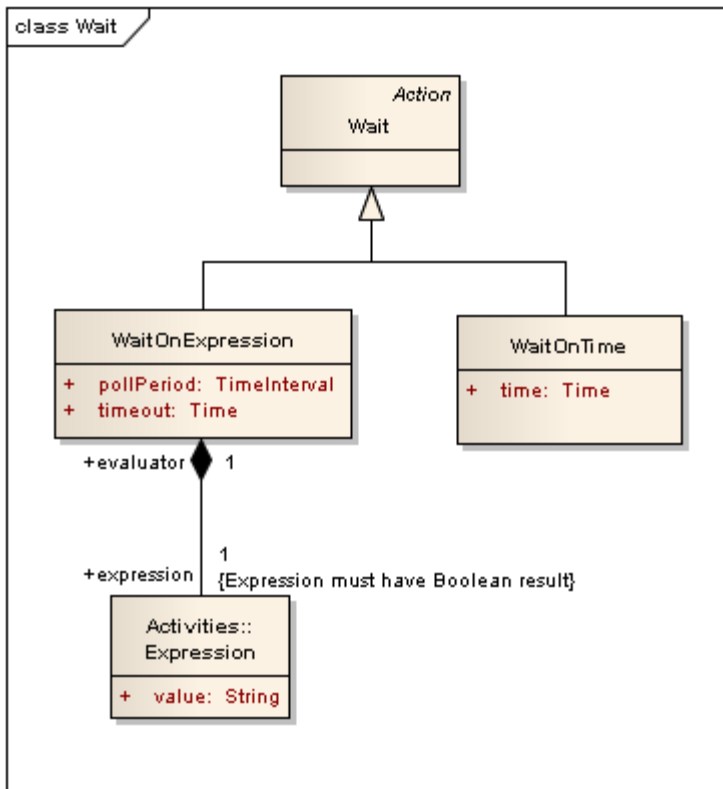 class Wait
Action
Wait
WaitOnExpression
+ pollPeriod: TimeInterval
+ timeout: Time
WaitOnTime
+ time: Time
+evaluator 1
1
+expression {Expression must have Boolean result}
Activities::
Expression
+ value: String